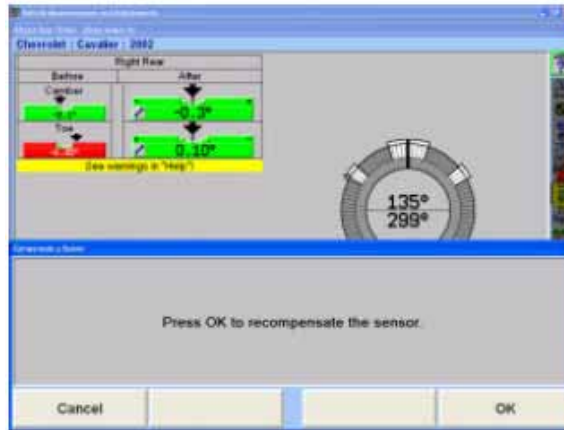 Chevrolet : Cavalier : 2002
Right Rear
Before After
Camber
-0.3°
Toe
0.10°
See warnings in "Help"!
135°
299°
Press OK to recompensate the sensor.
Cancel OK